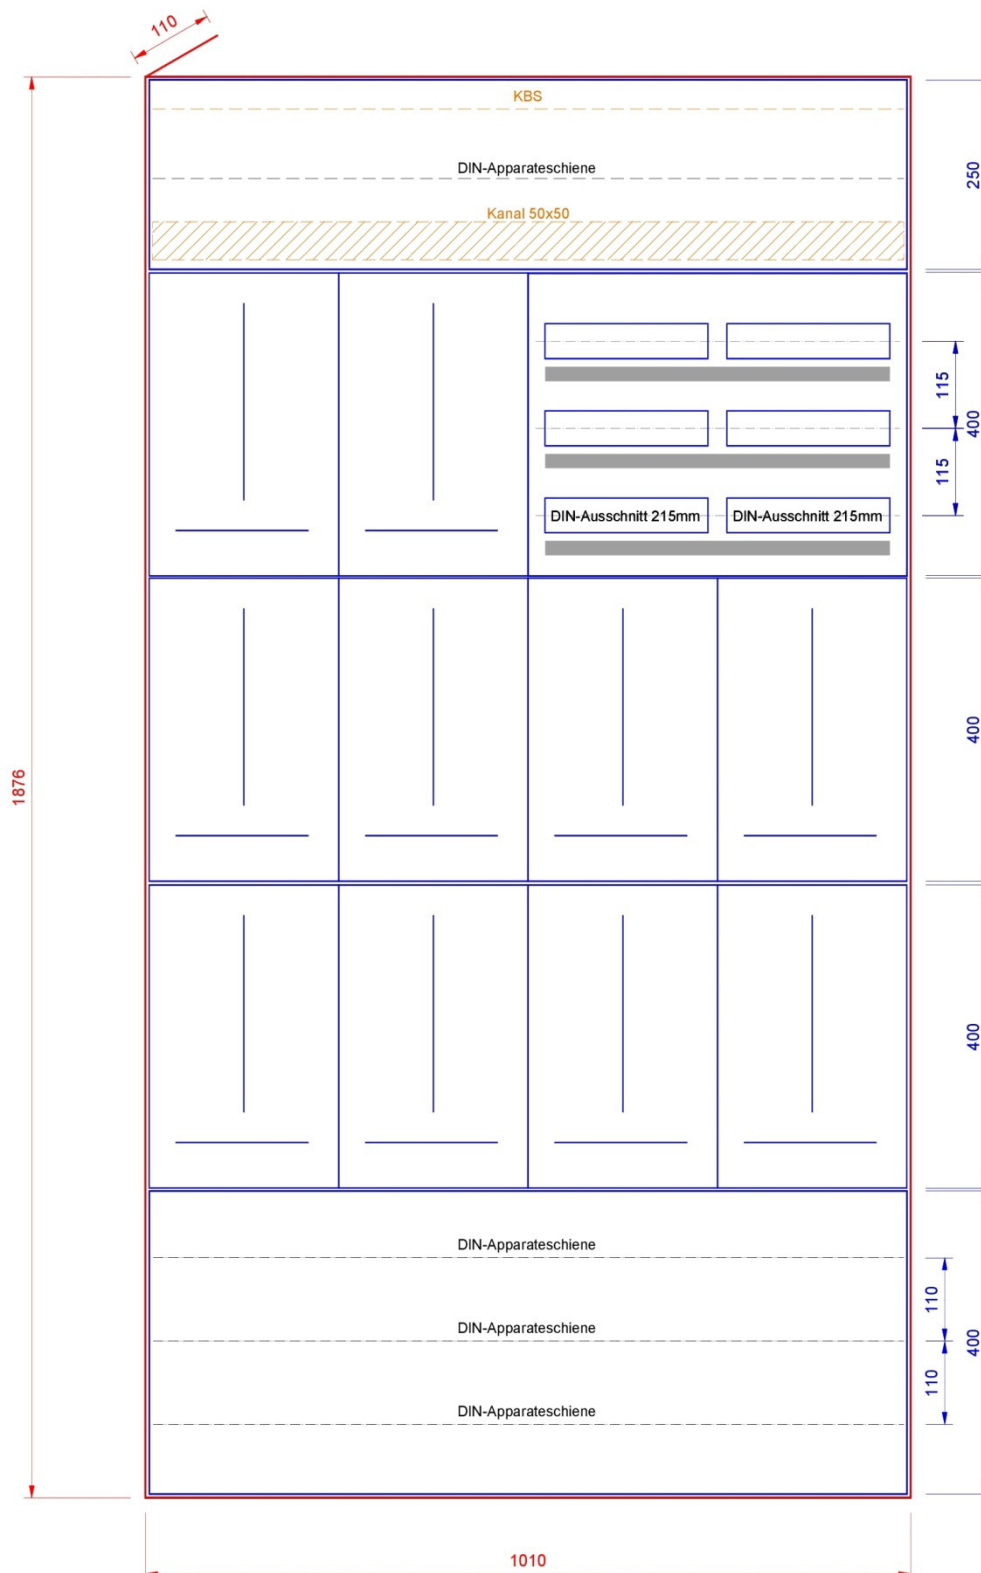 110
KBS
DIN-Apparateschiene
250
Kanal 50x50
115
400
115
DIN-Ausschnitt 215mm DIN-Ausschnitt 215mm
400
1876
400
DIN-Apparateschiene
110
DIN-Apparateschiene
400
110
DIN-Apparateschiene
1010